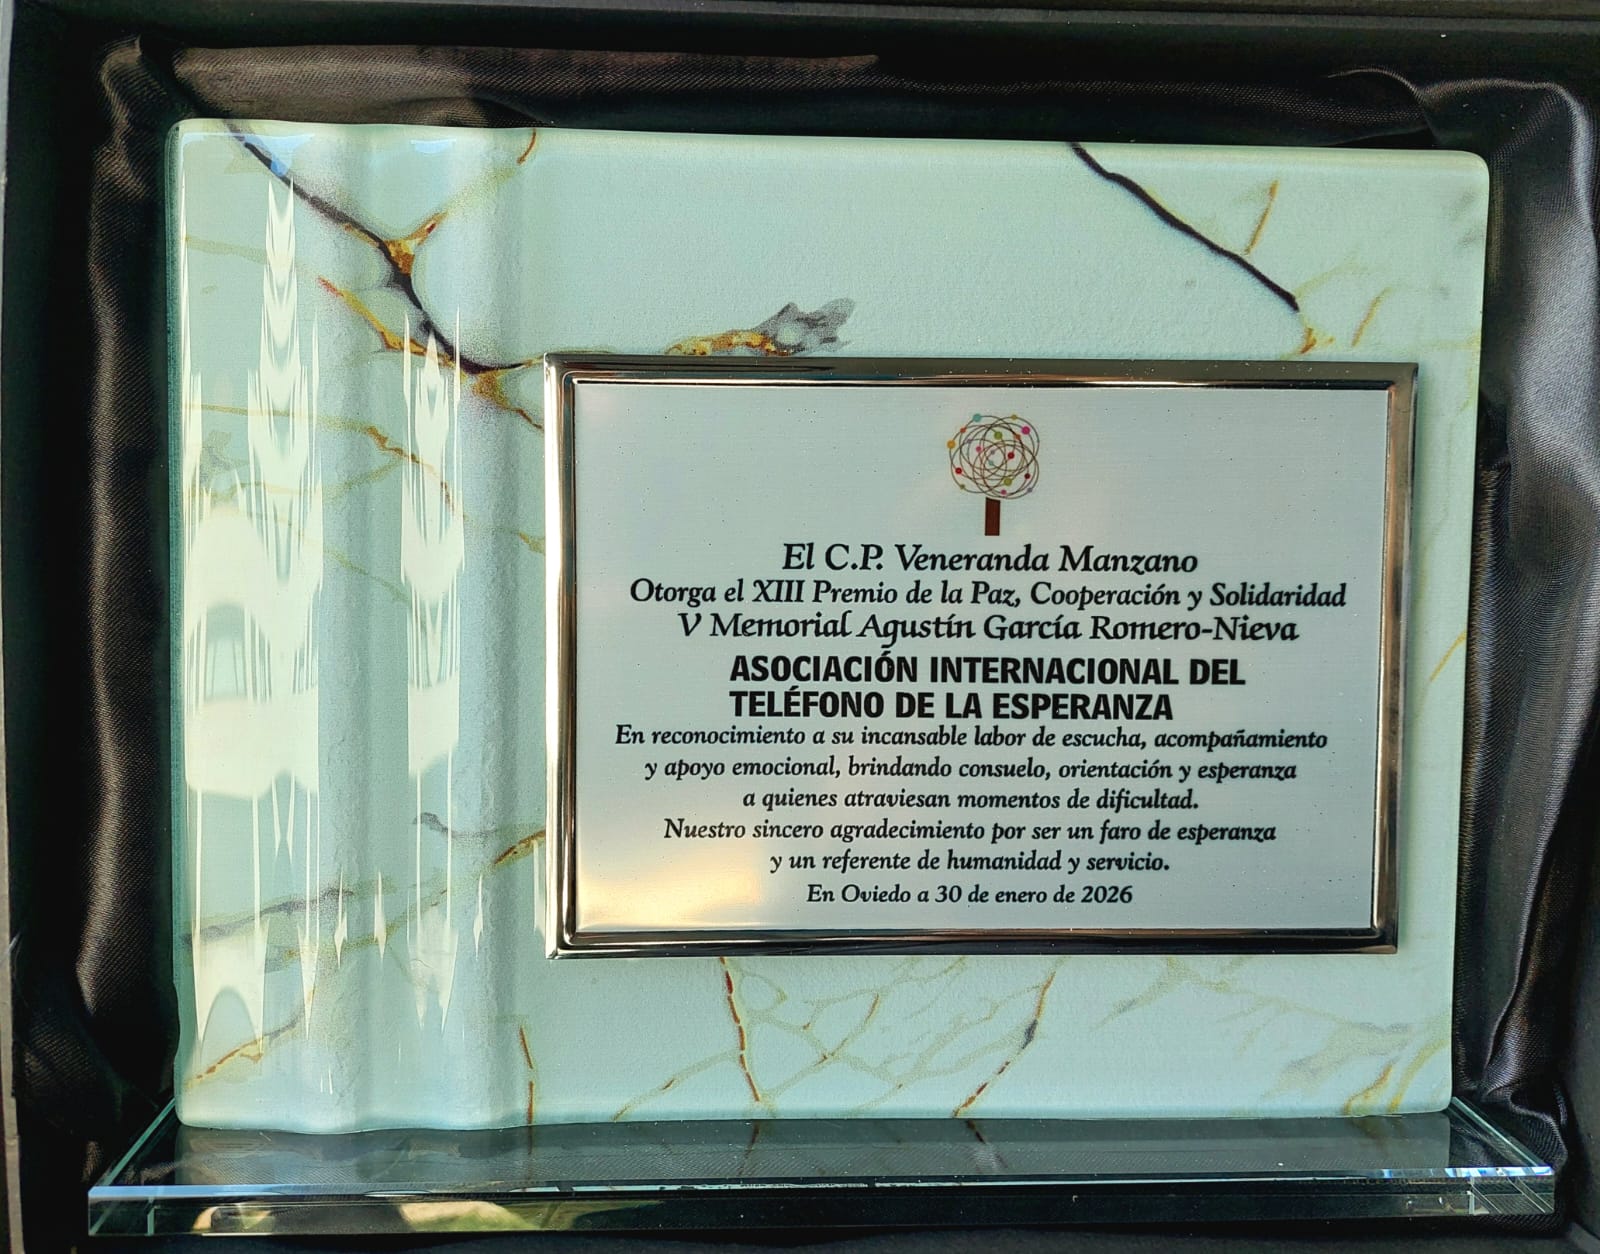 El C.P. Veneranda Manzano
Otorga el XIII Premio de la Paz, Cooperación y Solidaridad
V Memorial Agustín García Romero-Nieva
ASOCIACIÓN INTERNACIONAL DEL
TELÉFONO DE LA ESPERANZA
En reconocimiento a su incansable labor de escucha, acompañamiento
y apoyo emocional, brindando consuelo, orientación y esperanza
a quienes atraviesan momentos de dificultad.
Nuestro sincero agradecimiento por ser un faro de esperanza
y un referente de humanidad y servicio.
En Oviedo a 30 de enero de 2026